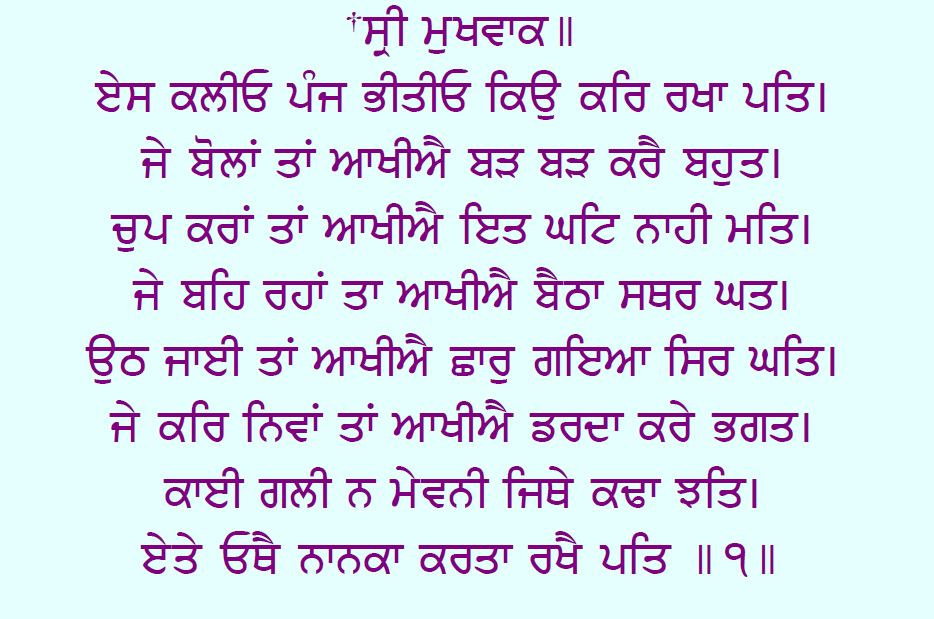 †ਸ੍ਰੀ ਮੁਖਵਾਕ॥
ਏਸ ਕਲੀਓ ਪੰਜ ਭੀਤੀਓ ਕਿਉ ਕਰਿ ਰਖਾ ਪਤਿ।
ਜੇ ਬੋਲਾਂ ਤਾਂ ਆਖੀਐ ਬੜ ਬੜ ਕਰੈ ਬਹੁਤ।
ਚੁਪ ਕਰਾਂ ਤਾਂ ਆਖੀਐ ਇਤ ਘਟਿ ਨਾਹੀ ਮਤਿ।
ਜੇ ਬਹਿ ਰਹਾਂ ਤਾ ਆਖੀਐ ਬੈਠਾ ਸਥਰ ਘਤ।
ਉਠ ਜਾਈ ਤਾਂ ਆਖੀਐ ਛਾਰੁ ਗਇਆ ਸਿਰ ਘਤਿ।
ਜੇ ਕਰਿ ਨਿਵਾਂ ਤਾਂ ਆਖੀਐ ਡਰਦਾ ਕਰੇ ਭਗਤ।
ਕਾਈ ਗਲੀ ਨ ਮੇਵਨੀ ਜਿਥੇ ਕਢਾ ਝਤਿ।
ਏਤੇ ਓਥੈ ਨਾਨਕਾ ਕਰਤਾ ਰਖੈ ਪਤਿ ॥੧॥